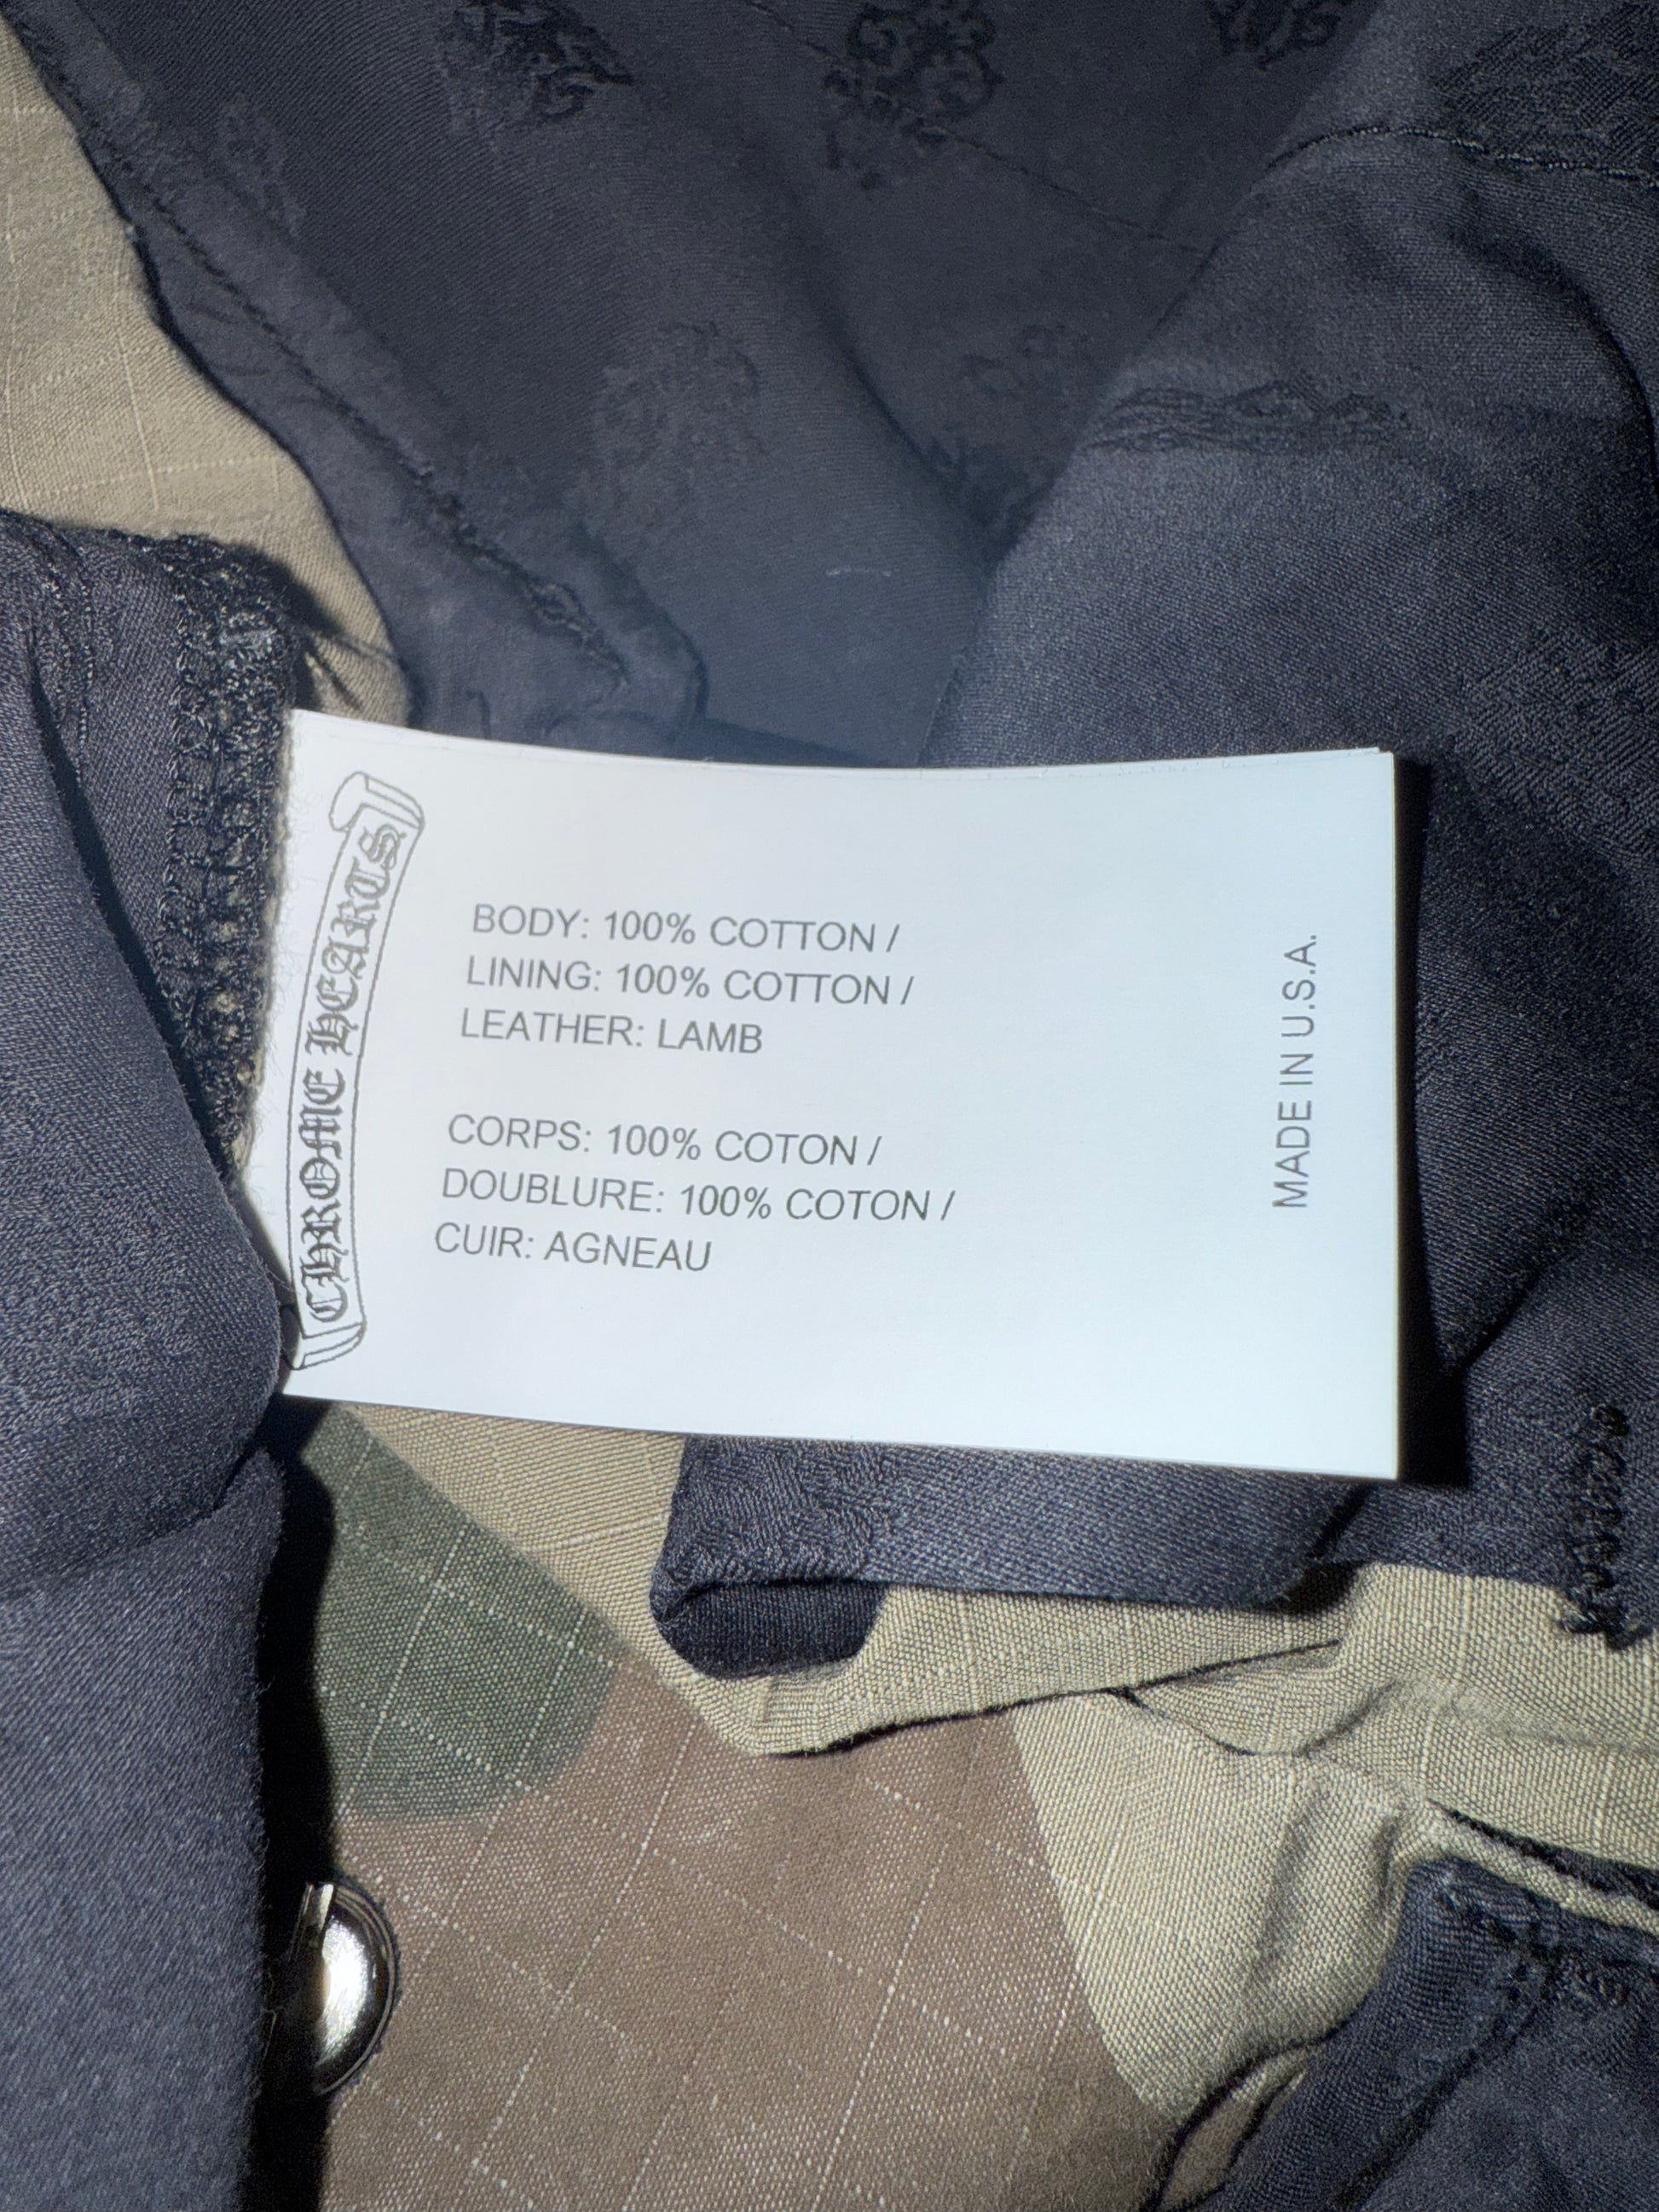 CHROME HEARTS
BODY: 100% COTTON /
LINING: 100% COTTON /
LEATHER: LAMB
CORPS: 100% COTON /
DOUBLURE: 100% COTON /
CUIR: AGNEAU
MADE IN U.S.A.